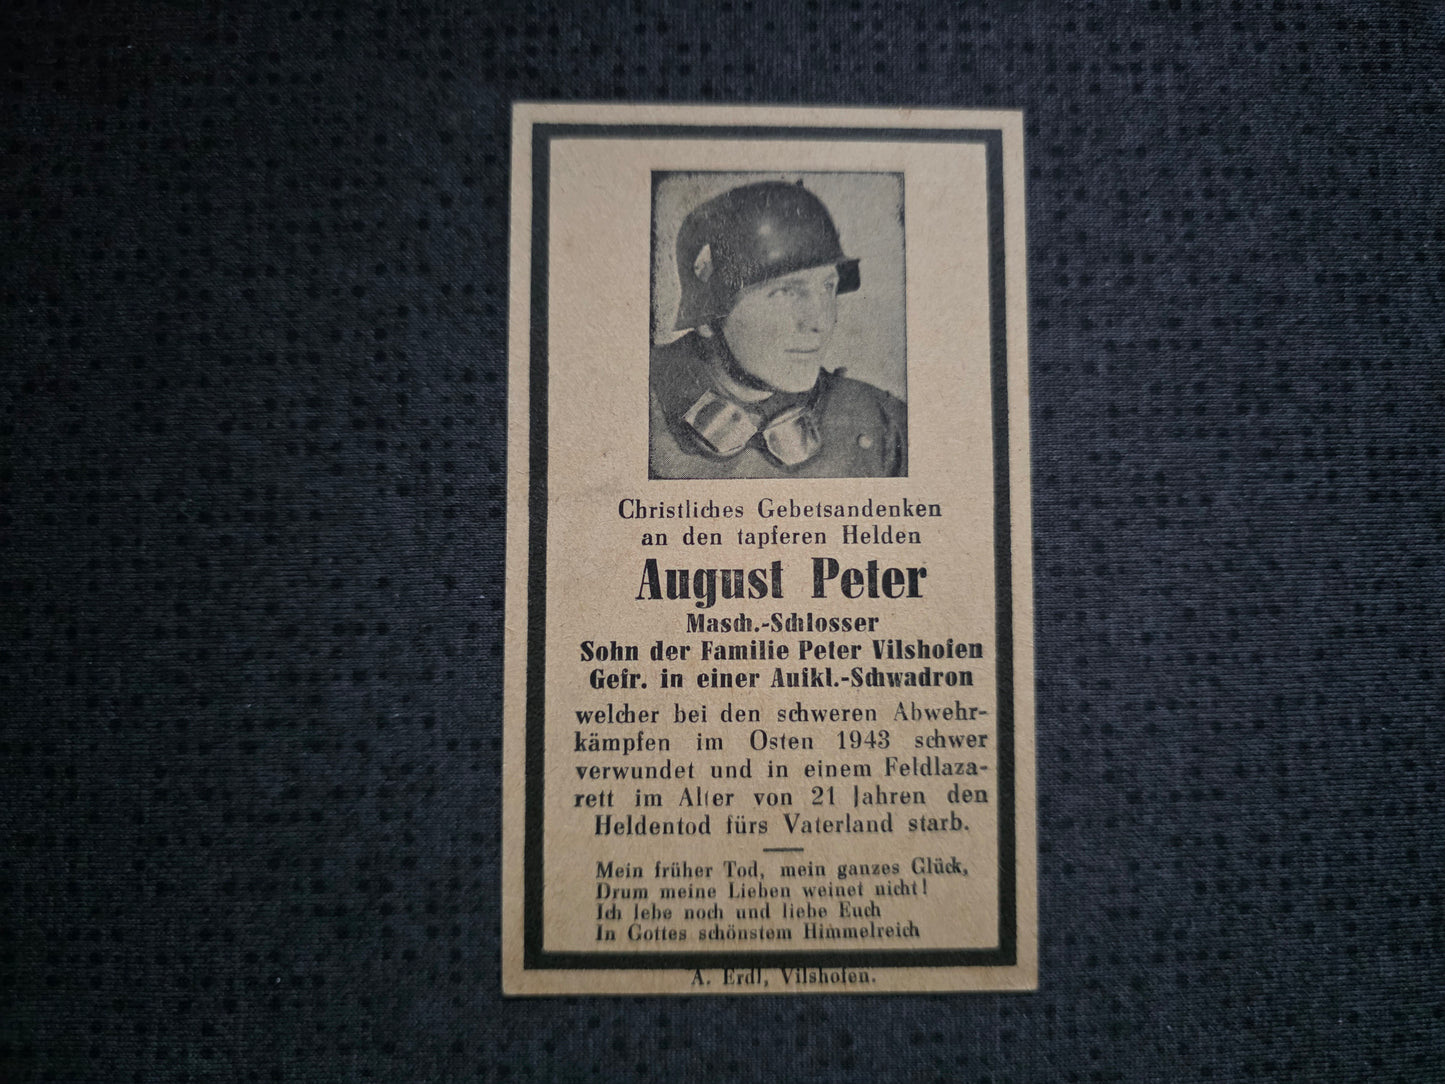 Christliches Gebetsandenken
an den tapferen Helden
August Peter
Masch.-Schlosser
Sohn der Familie Peter Vilshofen
Gefr. in einer Aufkl.-Schwadron
welcher bei den schweren Abwehr-
kämpfen im Osten 1943 schwer
verwundet und in einem Feldlaza-
rett im Alter von 21 Jahren den
Heldentod fürs Vaterland starb.
Mein früher Tod, mein ganzes Glück,
Drum meine Lieben weinet nicht!
Ich lebe noch und liebe Euch
In Gottes schönstem Himmelreich
A. Erdl, Vilshofen.